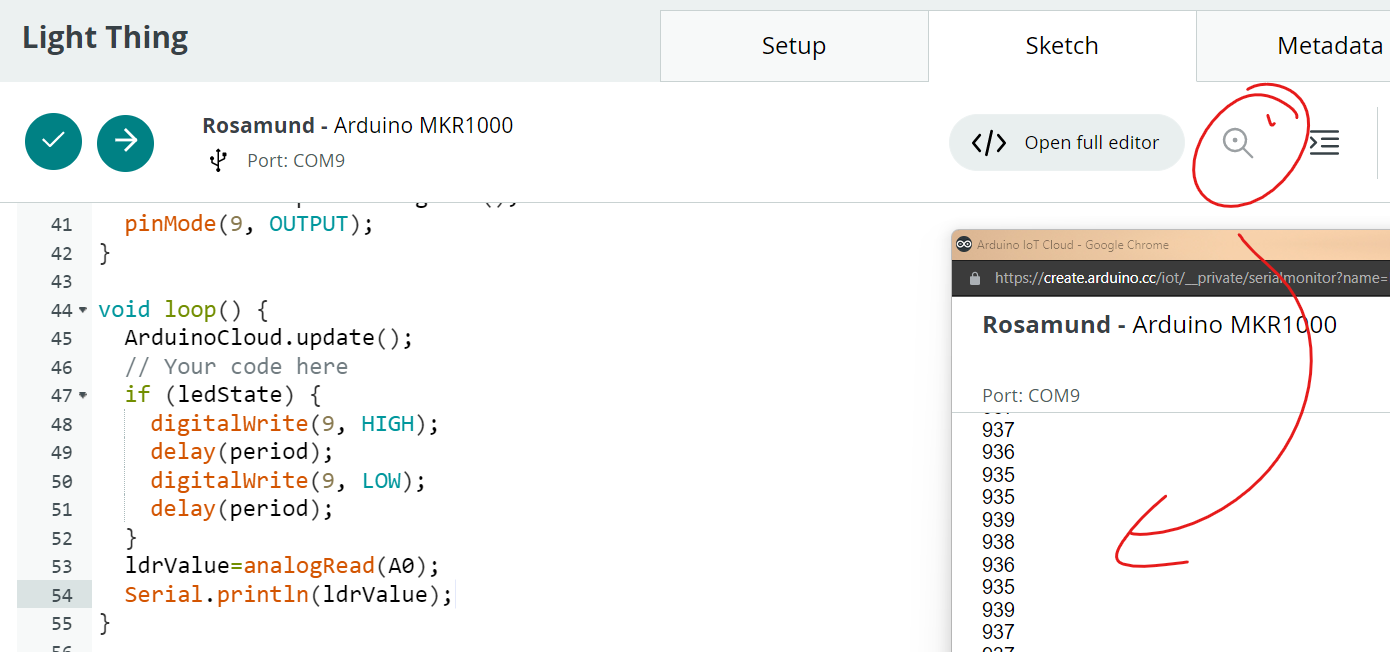 Light Thing
Setup
Sketch
Metadata
Rosamund - Arduino MKR1000
Port: COM9
</> Open full editor
41 pinMode(9, OUTPUT);
42 }
43
44 void loop() {
45 ArduinoCloud.update();
46 // Your code here
47 if (ledState) {
48 digitalWrite(9, HIGH);
49 delay(period);
50 digitalWrite(9, LOW);
51 delay(period);
52 }
53 ldrValue=analogRead(A0);
54 Serial.println(ldrValue);
55 }
Arduino IoT Cloud - Google Chrome
https://create.arduino.cc/iot/__private/serialmonitor?name=
Rosamund - Arduino MKR1000
Port: COM9
937
936
935
935
939
938
936
935
939
937